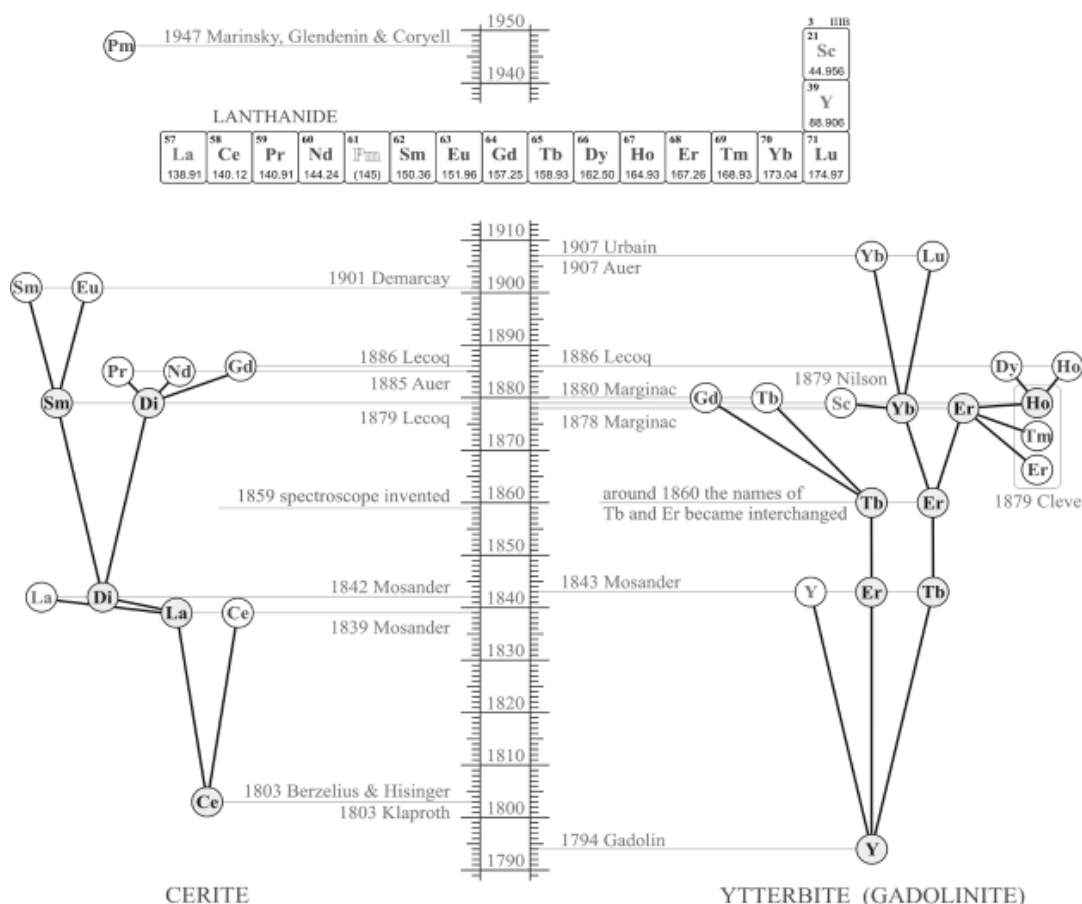 1950
3 IIIB
21
Sc
44.956
1947 Marinsky, Glendenin & Coryell
Pm
1940
39
Y
88.906
LANTHANIDE
57 58 59 60 61 62 63 64 65 66 67 68 69 70 71
La Ce Pr Nd Pm Sm Eu Gd Tb Dy Ho Er Tm Yb Lu
138.91 140.12 140.91 144.24 (145) 150.36 151.96 157.25 158.93 162.50 164.93 167.26 168.93 173.04 174.97
1910
1907 Urbain
Yb Lu
1907 Auer
Sm Eu
1901 Demarcay
1900
1890
1886 Lecoq
1886 Lecoq
Pr Nd Gd
Dy Ho
1885 Auer
1880
1880 Marginac
1879 Nilson
Gd Tb
Sm Di
Sc Yb Er Ho
1879 Lecoq
1878 Marginac
1870
Tm
Er
1859 spectroscope invented
1860
around 1860 the names of
Tb and Er became interchanged
Tb Er
1879 Cleve
1850
1842 Mosander
1843 Mosander
La Di
Y Er Tb
1840
La Ce
1839 Mosander
1830
1820
1810
1803 Berzelius & Hisinger
Ce
1803 Klaproth
1800
1794 Gadolin
Y
1790
CERITE
YTTERBITE (GADOLINITE)